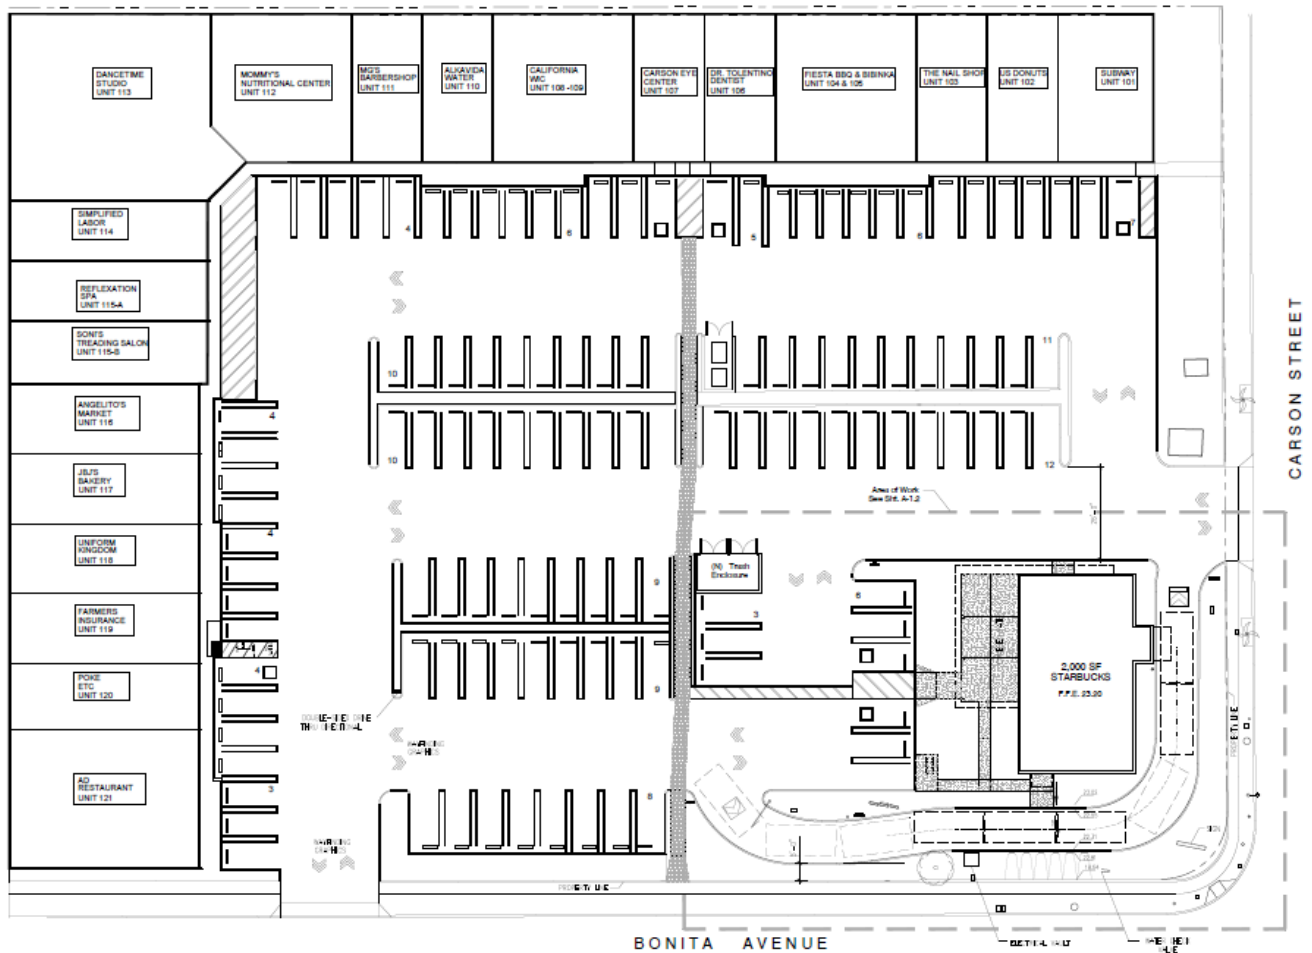 DANCETIME
STUDIO
UNIT 113
MOMMY'S
NUTRITIONAL CENTER
UNIT 112
MG'S
BARBERSHOP
UNIT 111
ALKAVIDA
WATER
UNIT 110
CALIFORNIA
WIC
UNIT 108 -109
CARSON EYE
CENTER
UNIT 107
DR. TOLENTINO
DENTIST
UNIT 106
FIESTA BBQ & BIBINKA
UNIT 104 & 105
THE NAIL SHOP
UNIT 103
US DONUTS
UNIT 102
SUBWAY
UNIT 101
SIMPLIFIED
LABOR
UNIT 114
4
6
5
6
7
REFLEXATION
SPA
UNIT 115-A
SONI'S
TREADING SALON
UNIT 115-B
10
11
CARSON STREET
ANGELITO'S
MARKET
UNIT 116
4
10
12
JBJ'S
BAKERY
UNIT 117
Area of Work
See Sht. A-1.2
UNIFORM
KINGDOM
UNIT 118
4
(N) Trash
Enclosure
9
6
3
FARMERS
INSURANCE
UNIT 119
POKE
ETC
UNIT 120
4
9
2,000 SF
STARBUCKS
F.F.E. 23.20
AD
RESTAURANT
UNIT 121
3
8
PROPERTY LINE
SIGN
BONITA AVENUE